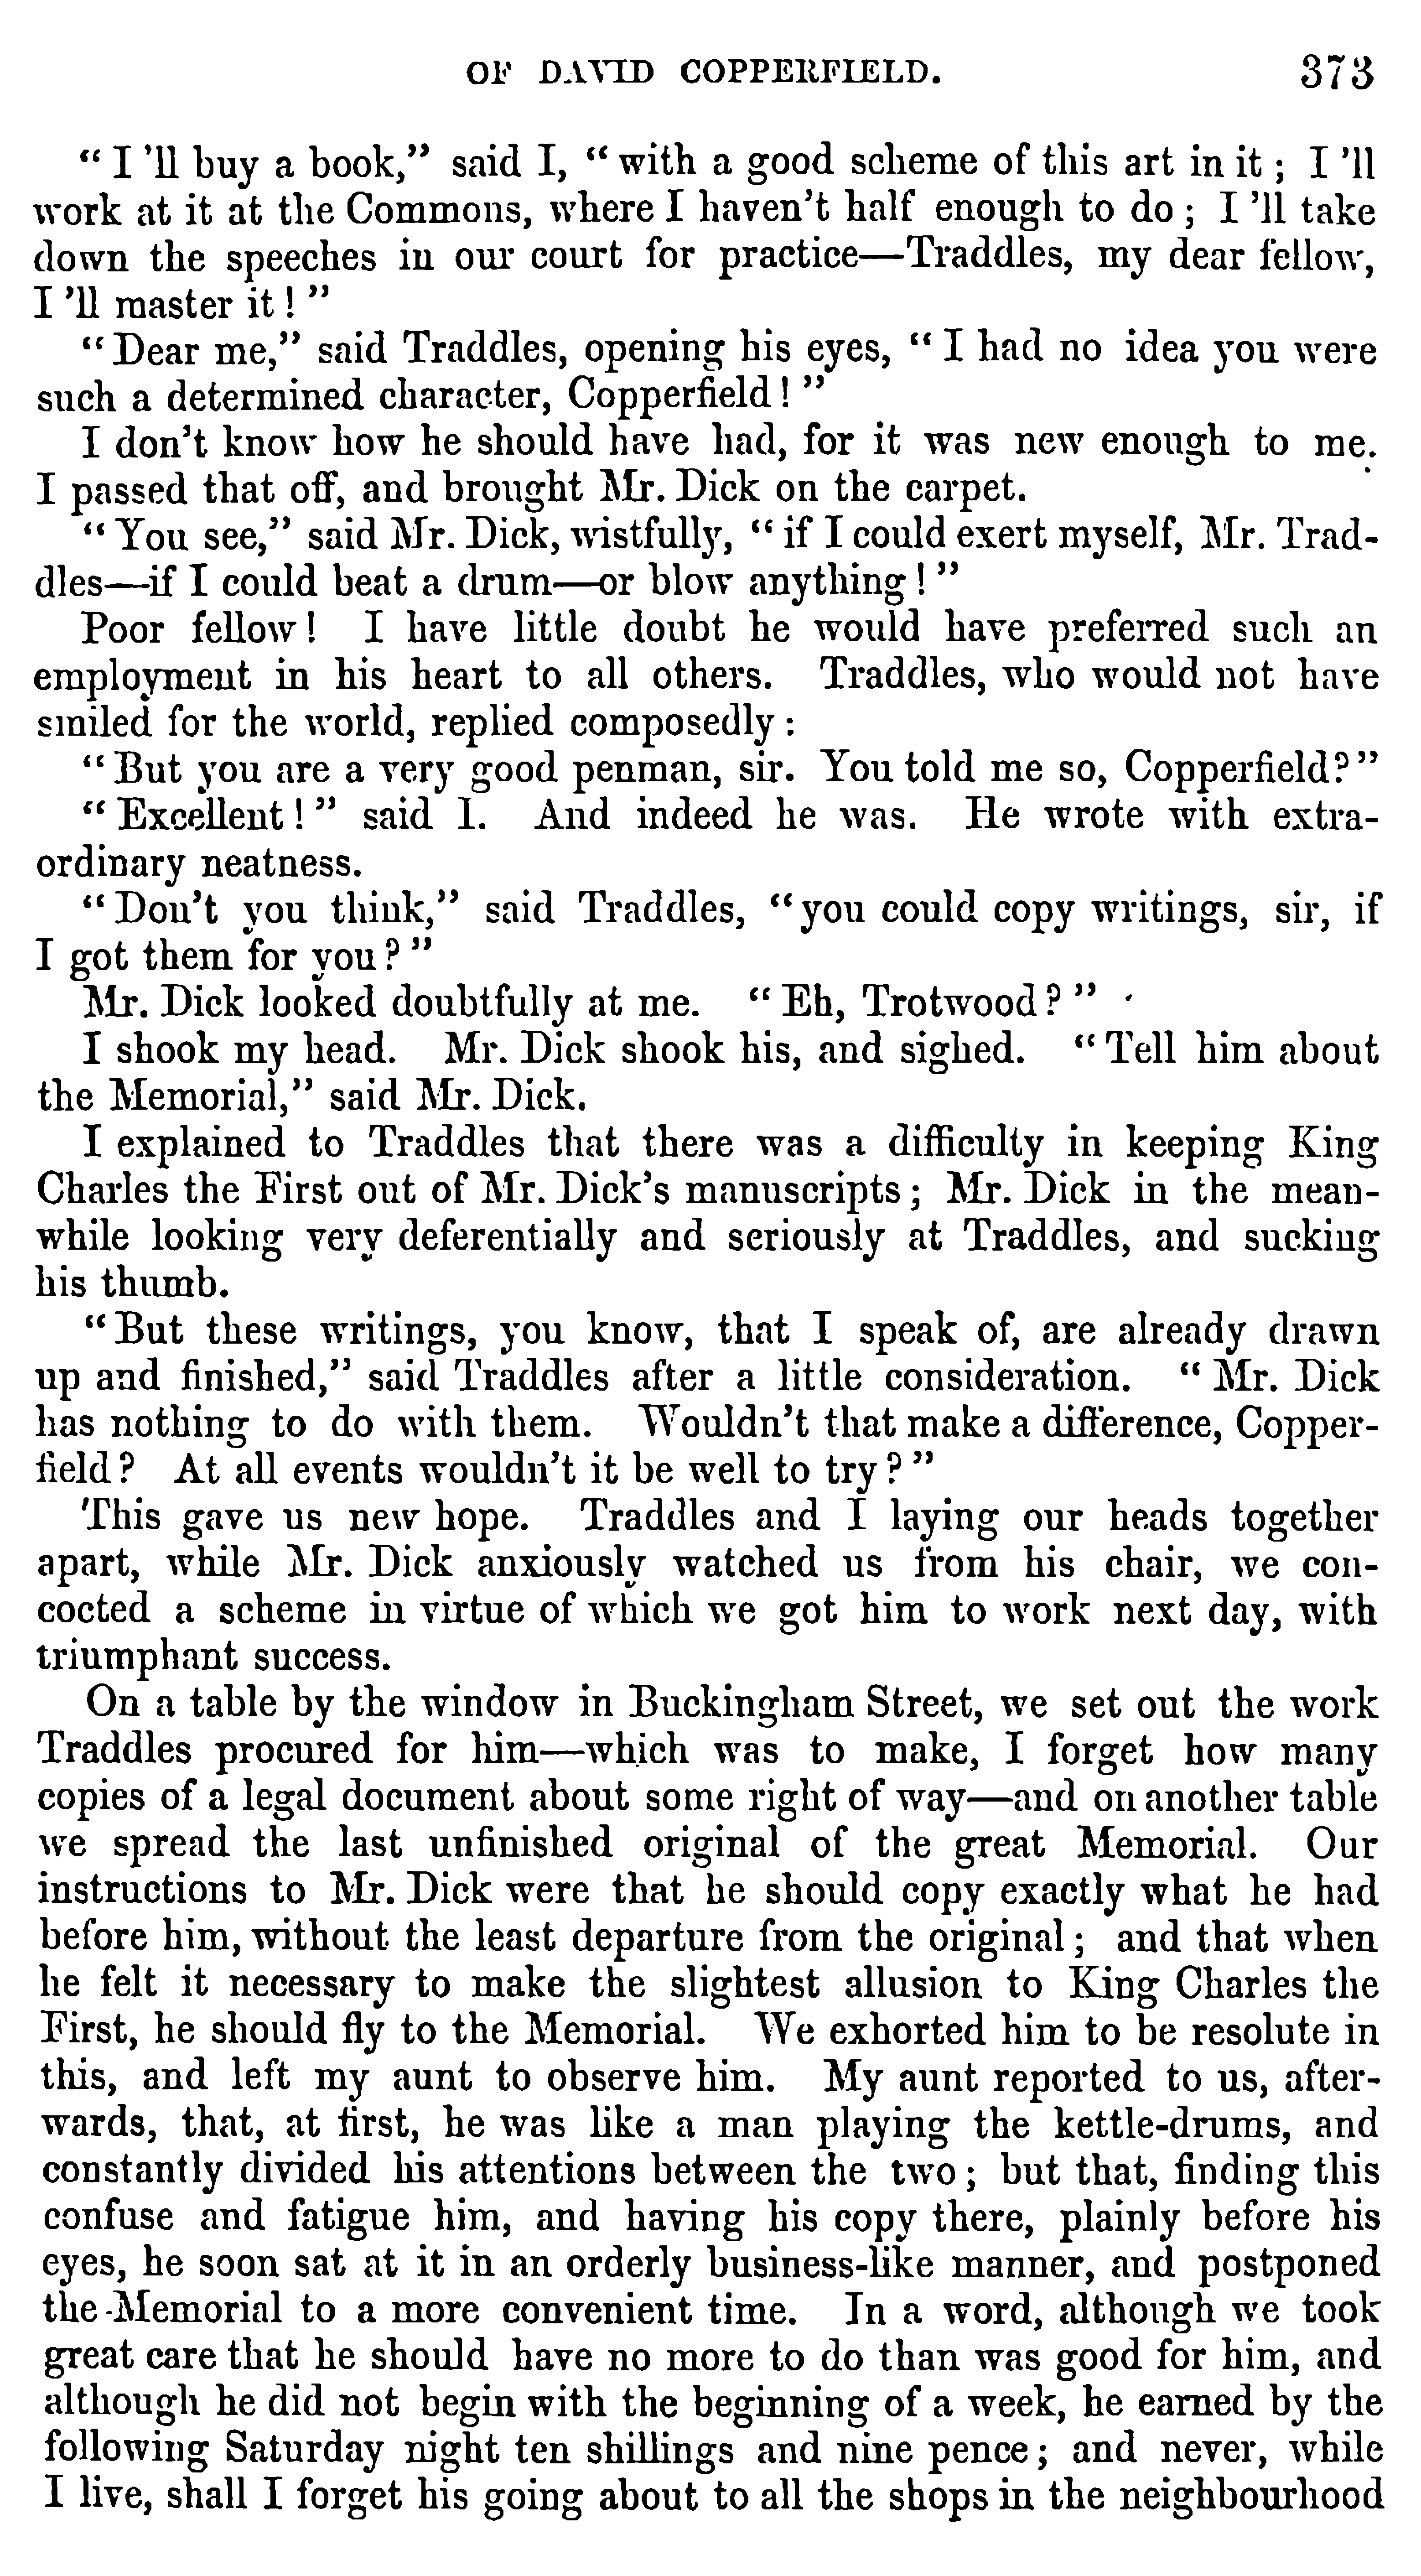 OF DAVID COPPERFIELD. 373
“I ’ll buy a book,” said I, “with a good scheme of this art in it; I ’ll
work at it at the Commons, where I haven’t half enough to do; I ’ll take
down the speeches in our court for practice—Traddles, my dear fellow,
I ’ll master it!”
“Dear me,” said Traddles, opening his eyes, “I had no idea you were
such a determined character, Copperfield!”
I don’t know how he should have had, for it was new enough to me.
I passed that off, and brought Mr. Dick on the carpet.
“You see,” said Mr. Dick, wistfully, “if I could exert myself, Mr. Trad-
dles—if I could beat a drum—or blow anything!”
Poor fellow! I have little doubt he would have preferred such an
employment in his heart to all others. Traddles, who would not have
smiled for the world, replied composedly:
“But you are a very good penman, sir. You told me so, Copperfield?”
“Excellent!” said I. And indeed he was. He wrote with extra-
ordinary neatness.
“Don’t you think,” said Traddles, “you could copy writings, sir, if
I got them for you?”
Mr. Dick looked doubtfully at me. “Eh, Trotwood?”
I shook my head. Mr. Dick shook his, and sighed. “Tell him about
the Memorial,” said Mr. Dick.
I explained to Traddles that there was a difficulty in keeping King
Charles the First out of Mr. Dick’s manuscripts; Mr. Dick in the mean-
while looking very deferentially and seriously at Traddles, and sucking
his thumb.
“But these writings, you know, that I speak of, are already drawn
up and finished,” said Traddles after a little consideration. “Mr. Dick
has nothing to do with them. Wouldn’t that make a difference, Copper-
field? At all events wouldn’t it be well to try?”
This gave us new hope. Traddles and I laying our heads together
apart, while Mr. Dick anxiously watched us from his chair, we con-
cocted a scheme in virtue of which we got him to work next day, with
triumphant success.
On a table by the window in Buckingham Street, we set out the work
Traddles procured for him—which was to make, I forget how many
copies of a legal document about some right of way—and on another table
we spread the last unfinished original of the great Memorial. Our
instructions to Mr. Dick were that he should copy exactly what he had
before him, without the least departure from the original; and that when
he felt it necessary to make the slightest allusion to King Charles the
First, he should fly to the Memorial. We exhorted him to be resolute in
this, and left my aunt to observe him. My aunt reported to us, after-
wards, that, at first, he was like a man playing the kettle-drums, and
constantly divided his attentions between the two; but that, finding this
confuse and fatigue him, and having his copy there, plainly before his
eyes, he soon sat at it in an orderly business-like manner, and postponed
the Memorial to a more convenient time. In a word, although we took
great care that he should have no more to do than was good for him, and
although he did not begin with the beginning of a week, he earned by the
following Saturday night ten shillings and nine pence; and never, while
I live, shall I forget his going about to all the shops in the neighbourhood